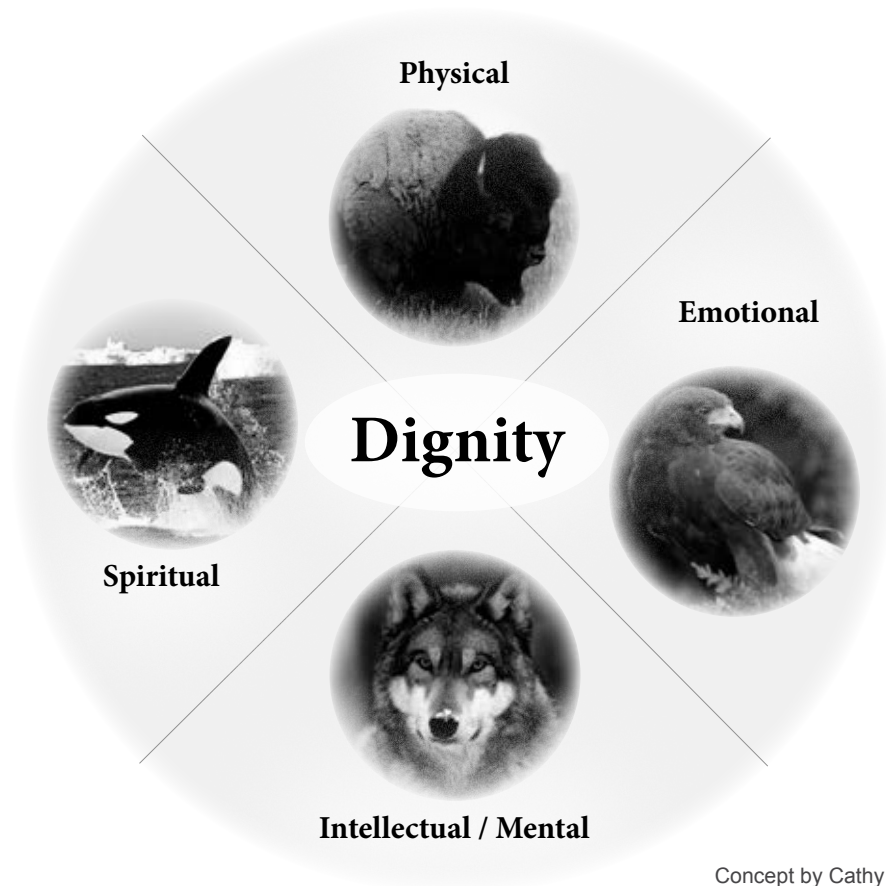 Physical
Emotional
Dignity
Spiritual
Intellectual / Mental
Concept by Cathy